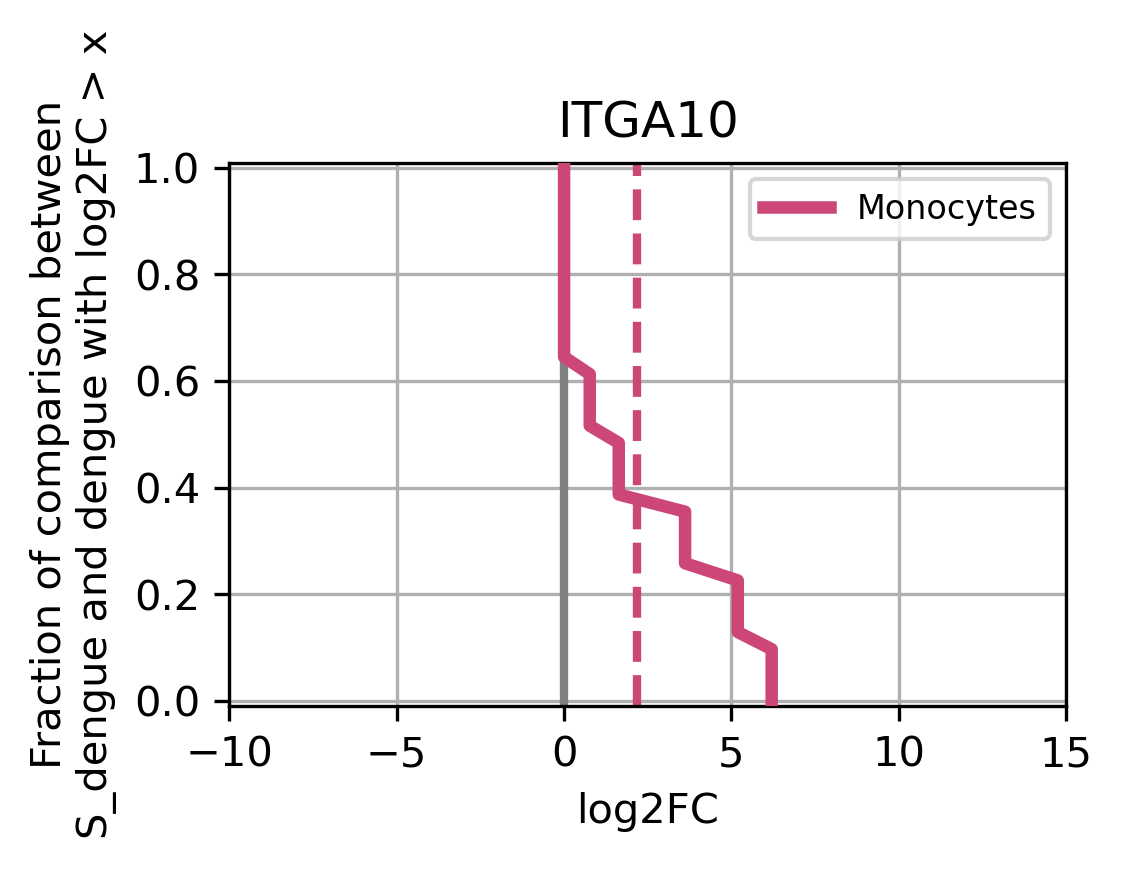 ITGA10
Fraction of comparison between
S_dengue and dengue with log2FC > x
1.0
0.8
0.6
0.4
0.2
0.0
Monocytes
−10
−5
0
5
10
15
log2FC